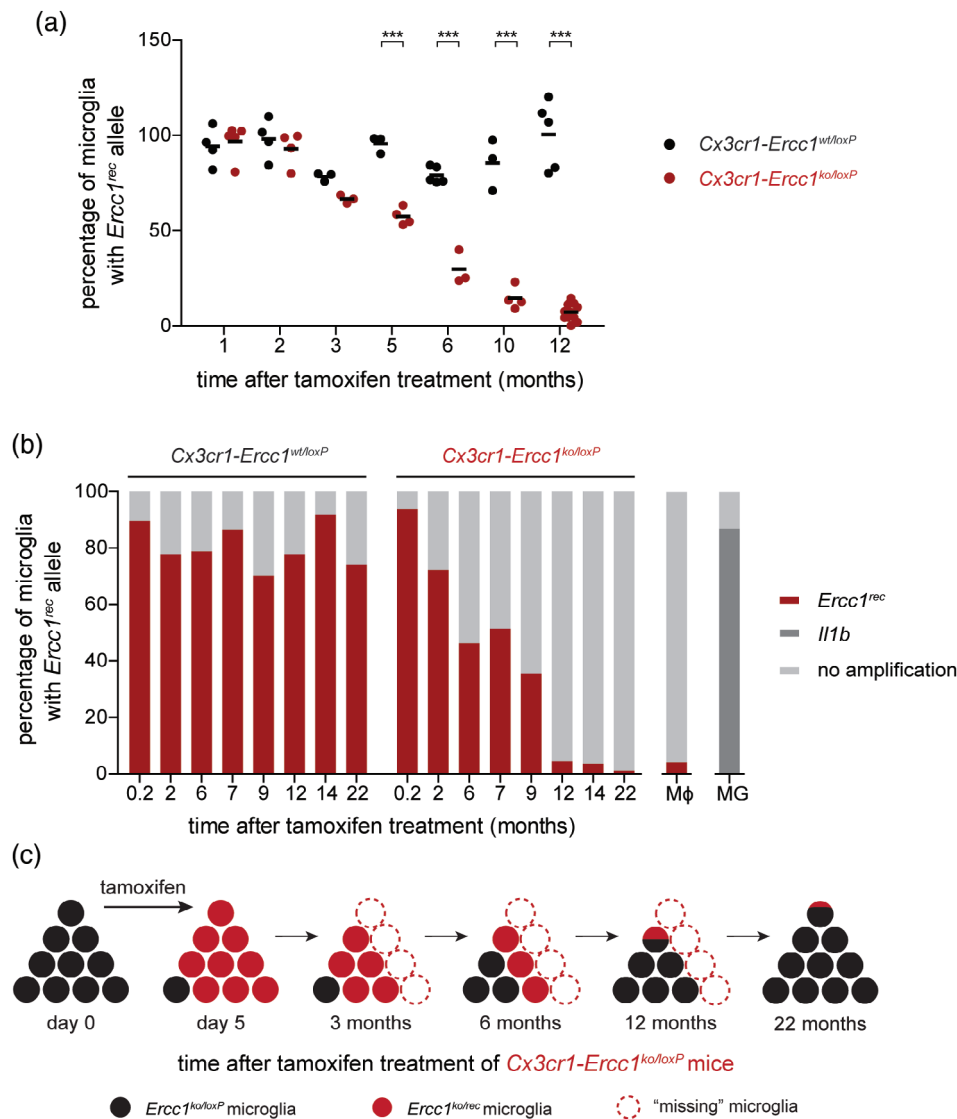 (a)
150
100
50
0
percentage of microglia
with Ercc1rec allele
*** *** *** ***
1 2 3 5 6 10 12
time after tamoxifen treatment (months)
Cx3cr1-Ercc1wt/loxP
Cx3cr1-Ercc1ko/loxP
(b)
Cx3cr1-Ercc1wt/loxP Cx3cr1-Ercc1ko/loxP
100
80
60
40
20
0
percentage of microglia
with Ercc1rec allele
0.2 2 6 7 9 12 14 22 0.2 2 6 7 9 12 14 22 Mϕ MG
time after tamoxifen treatment (months)
Ercc1rec
Il1b
no amplification
(c)
tamoxifen
day 0 day 5 3 months 6 months 12 months 22 months
time after tamoxifen treatment of Cx3cr1-Ercc1ko/loxP mice
Ercc1ko/loxP microglia Ercc1ko/rec microglia "missing" microglia